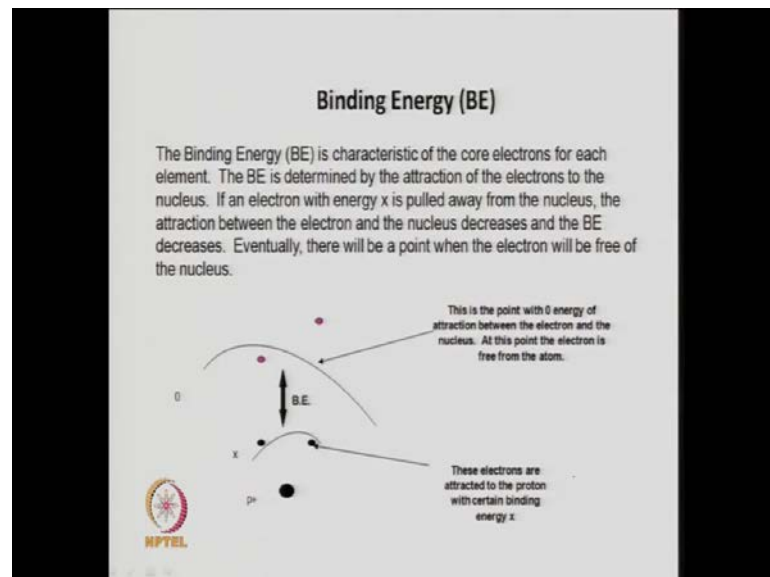 Binding Energy (BE)
The Binding Energy (BE) is characteristic of the core electrons for each
element. The BE is determined by the attraction of the electrons to the
nucleus. If an electron with energy x is pulled away from the nucleus, the
attraction between the electron and the nucleus decreases and the BE
decreases. Eventually, there will be a point when the electron will be free of
the nucleus.
This is the point with 0 energy of
attraction between the electron and the
nucleus. At this point the electron is
free from the atom.
0
B.E.
x
These electrons are
attracted to the proton
with certain binding
energy x
p+
NPTEL